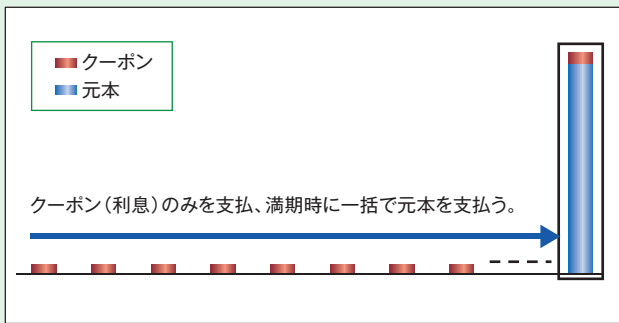 クーポン
元本
クーポン（利息）のみを支払、満期時に一括で元本を支払う。